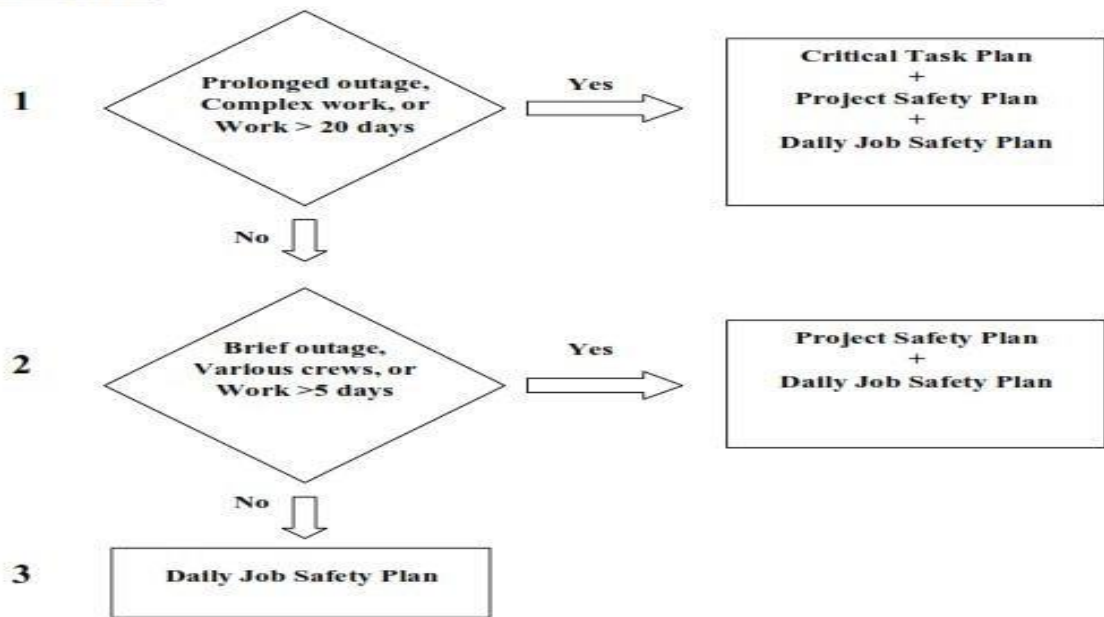 1
Prolonged outage,
Complex work, or
Work > 20 days
Yes
Critical Task Plan
+
Project Safety Plan
+
Daily Job Safety Plan
No
2
Brief outage,
Various crews, or
Work >5 days
Yes
Project Safety Plan
+
Daily Job Safety Plan
No
3
Daily Job Safety Plan